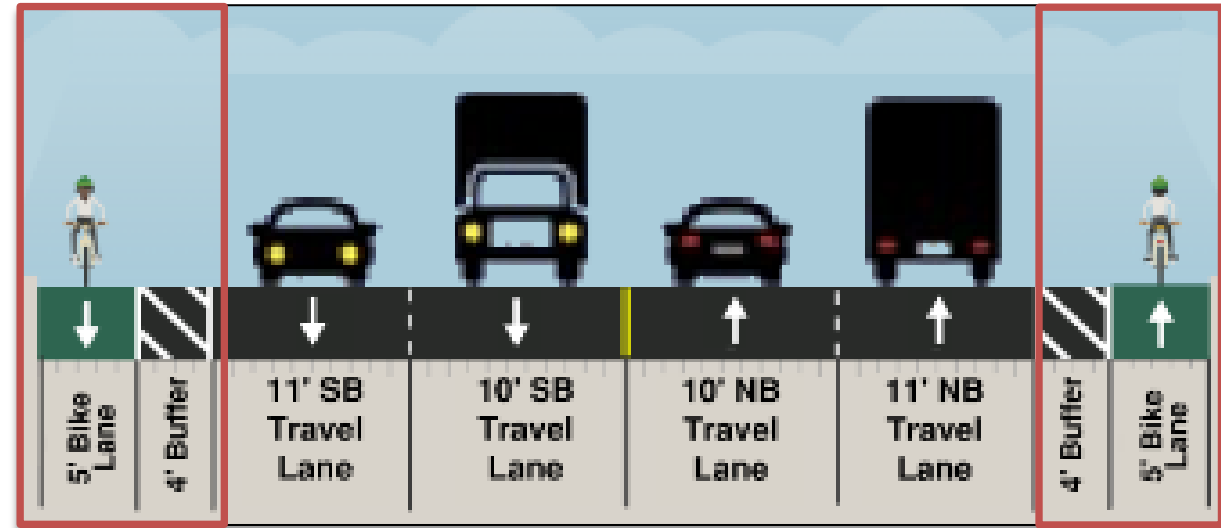 5' Bike
Lane
4' Buffer
11' SB
Travel
Lane
10' SB
Travel
Lane
10' NB
Travel
Lane
11' NB
Travel
Lane
4' Buffer
5' Bike
Lane